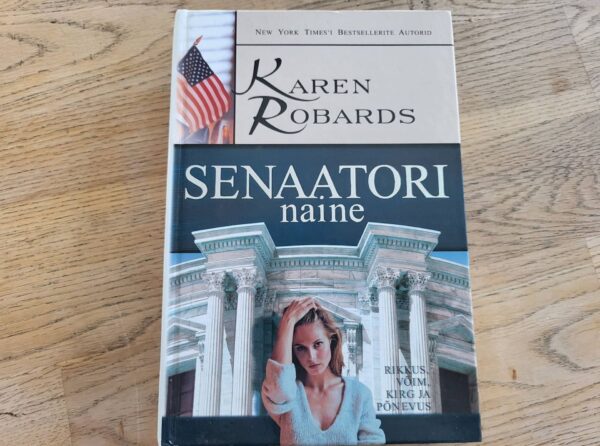 NEW YORK TIMES'I BESTSELLERITE AUTORID
KAREN
ROBARDS
SENAATORI
naine
RIKKUS,
VÕIM,
KIRG JA
PÕNEVUS